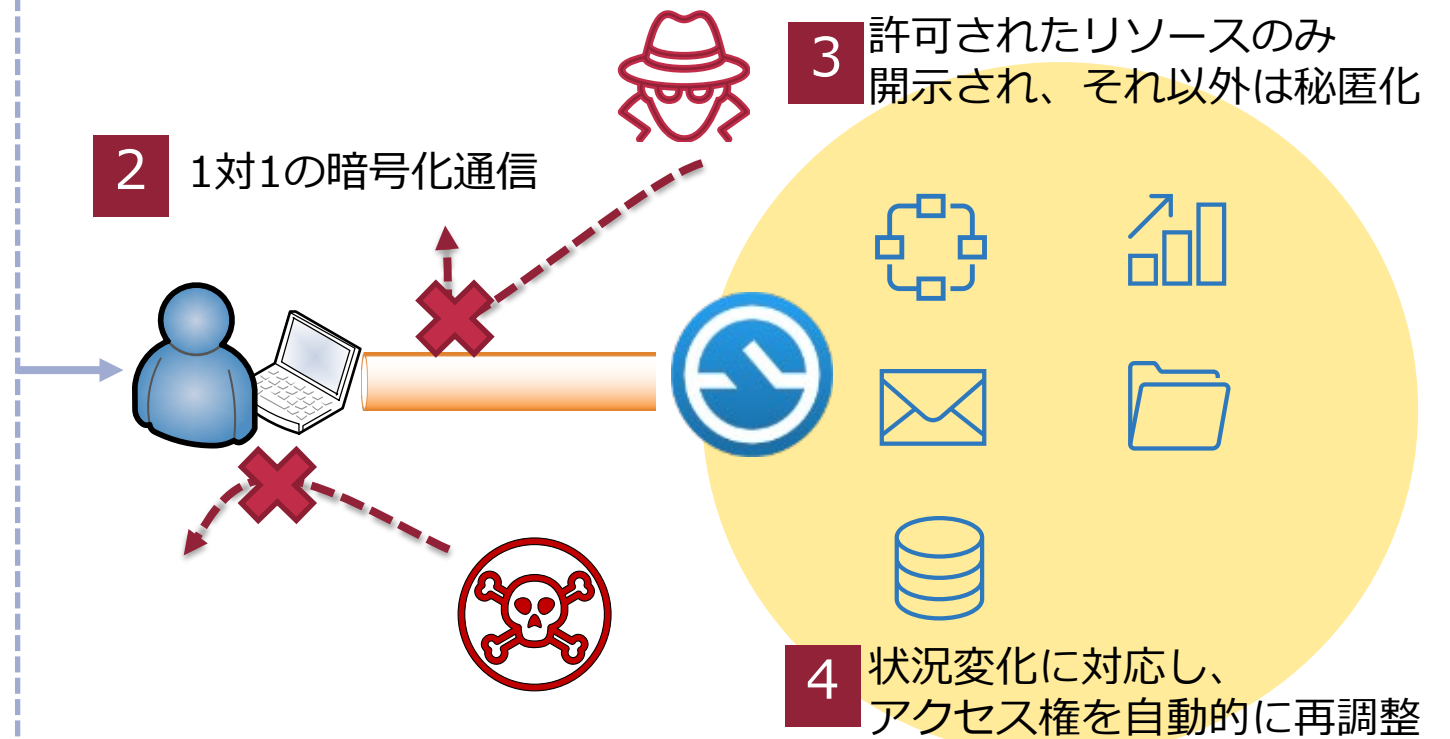 3
許可されたリソースのみ
開示され、それ以外は秘匿化
2
1対1の暗号化通信
4
状況変化に対応し、
アクセス権を自動的に再調整